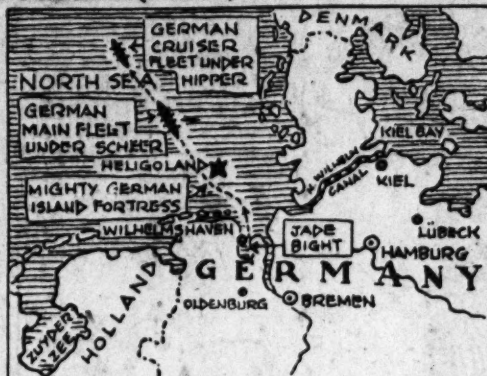 GERMAN
CRUISER
FLEET UNDER
HIPPER
DENMARK
NORTH SEA
GERMAN
MAIN FLEET
UNDER SCHEER
KIEL BAY
HELIGOLAND
WILHELM
CANAL
KIEL
MIGHTY GERMAN
ISLAND FORTRESS
LÜBECK
WILHELMSHAVEN
JADE
BIGHT
HAMBURG
GERMANY
HOLLAND
OLDENBURG
BREMEN
ZUYDER
ZEE